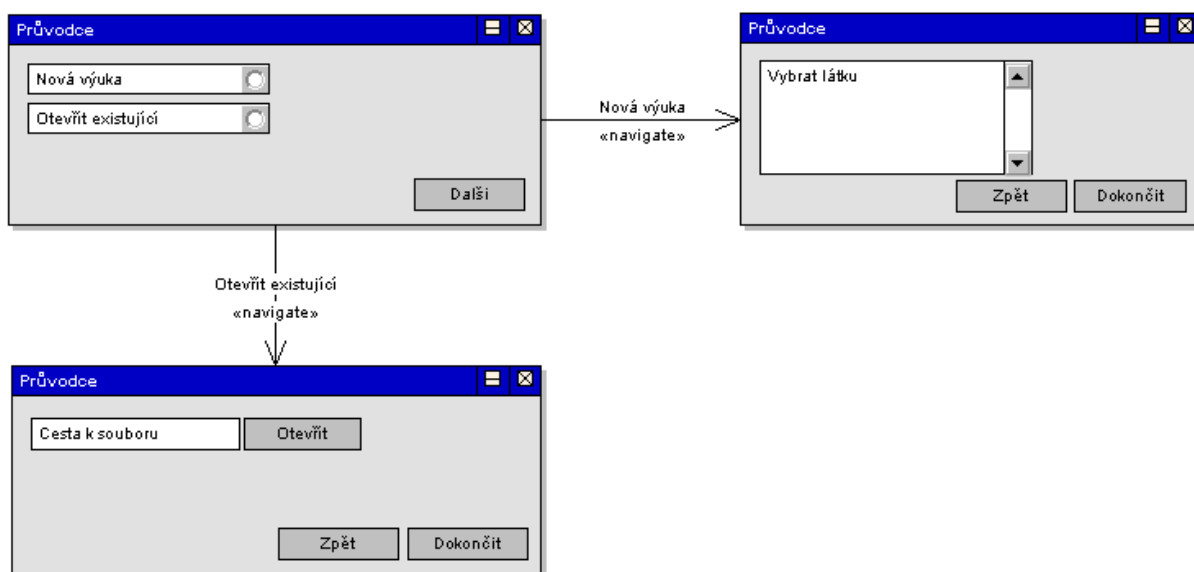 Průvodce
Nová výuka
Otevřít existující
Další
Nová výuka
«navigate»
Průvodce
Vybrat látku
Zpět
Dokončit
Otevřít existující
«navigate»
Průvodce
Cesta k souboru
Otevřít
Zpět
Dokončit